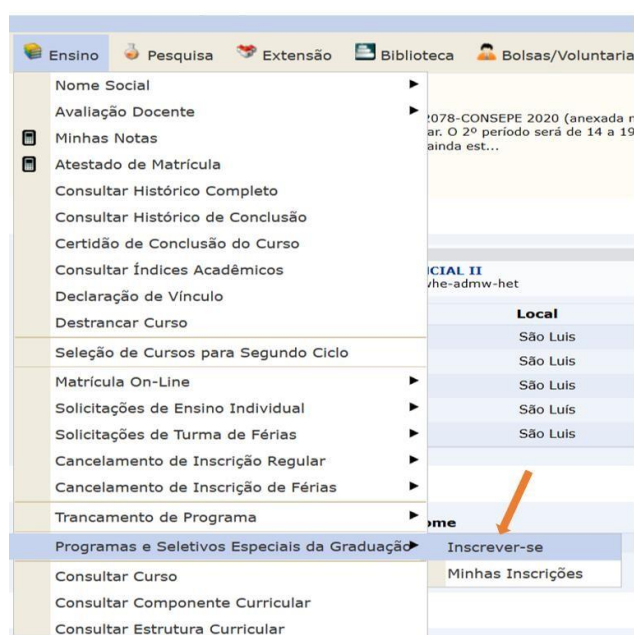 Ensino Pesquisa Extensão Biblioteca Bolsas/Voluntaria
Nome Social
Avaliação Docente
Minhas Notas
Atestado de Matrícula
Consultar Histórico Completo
Consultar Histórico de Conclusão
Certidão de Conclusão do Curso
Consultar Índices Acadêmicos
Declaração de Vínculo
Destrancar Curso
Seleção de Cursos para Segundo Ciclo
Matrícula On-Line
Solicitações de Ensino Individual
Solicitações de Turma de Férias
Cancelamento de Inscrição Regular
Cancelamento de Inscrição de Férias
Trancamento de Programa
Programas e Seletivos Especiais da Graduação
Consultar Curso
Consultar Componente Curricular
Consultar Estrutura Curricular
2078-CONSEPE 2020 (anexada n
ar. O 2º período será de 14 a 19
ainda est...
CIAL II
vhe-admw-het
Local
São Luis
São Luis
São Luis
São Luís
São Luis
ome
Inscrever-se
Minhas Inscrições